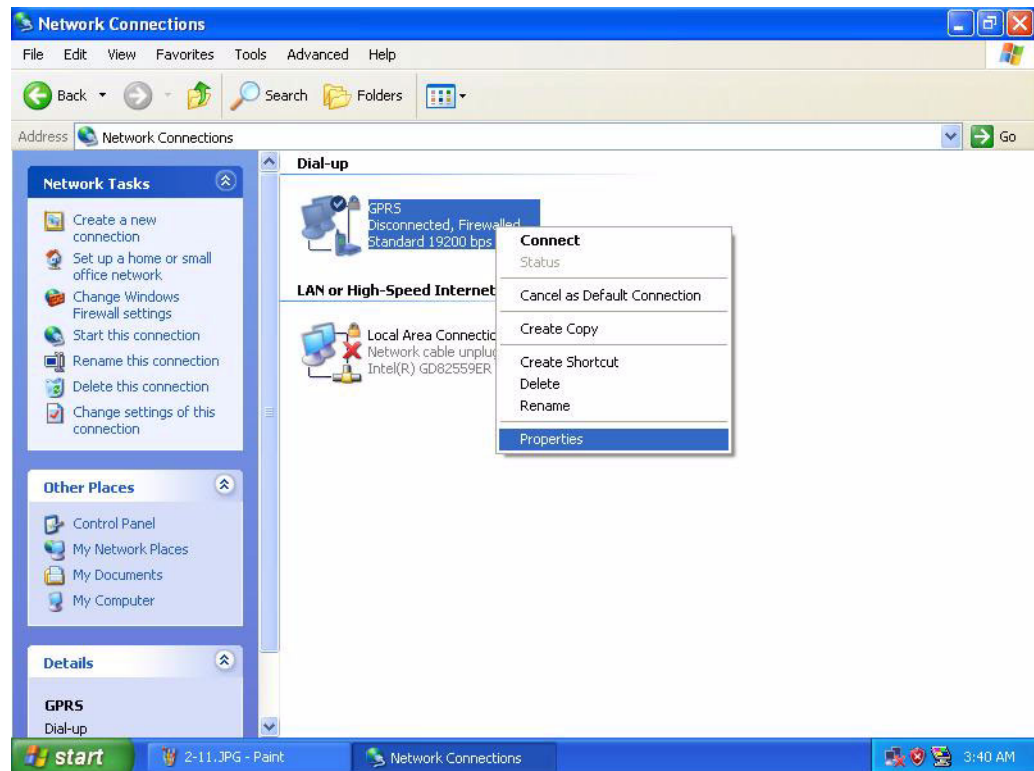 Network Connections
File Edit View Favorites Tools Advanced Help
Back Search Folders
Address Network Connections Go
Network Tasks
Create a new
connection
Set up a home or small
office network
Change Windows
Firewall settings
Start this connection
Rename this connection
Delete this connection
Change settings of this
connection
Other Places
Control Panel
My Network Places
My Documents
My Computer
Details
GPRS
Dial-up
Dial-up
GPRS
Disconnected, Firewalled
Standard 19200 bps
LAN or High-Speed Internet
Local Area Connectio
Network cable unplug
Intel(R) GD82559ER
Connect
Status
Cancel as Default Connection
Create Copy
Create Shortcut
Delete
Rename
Properties
start 2-11.JPG - Paint Network Connections 3:40 AM